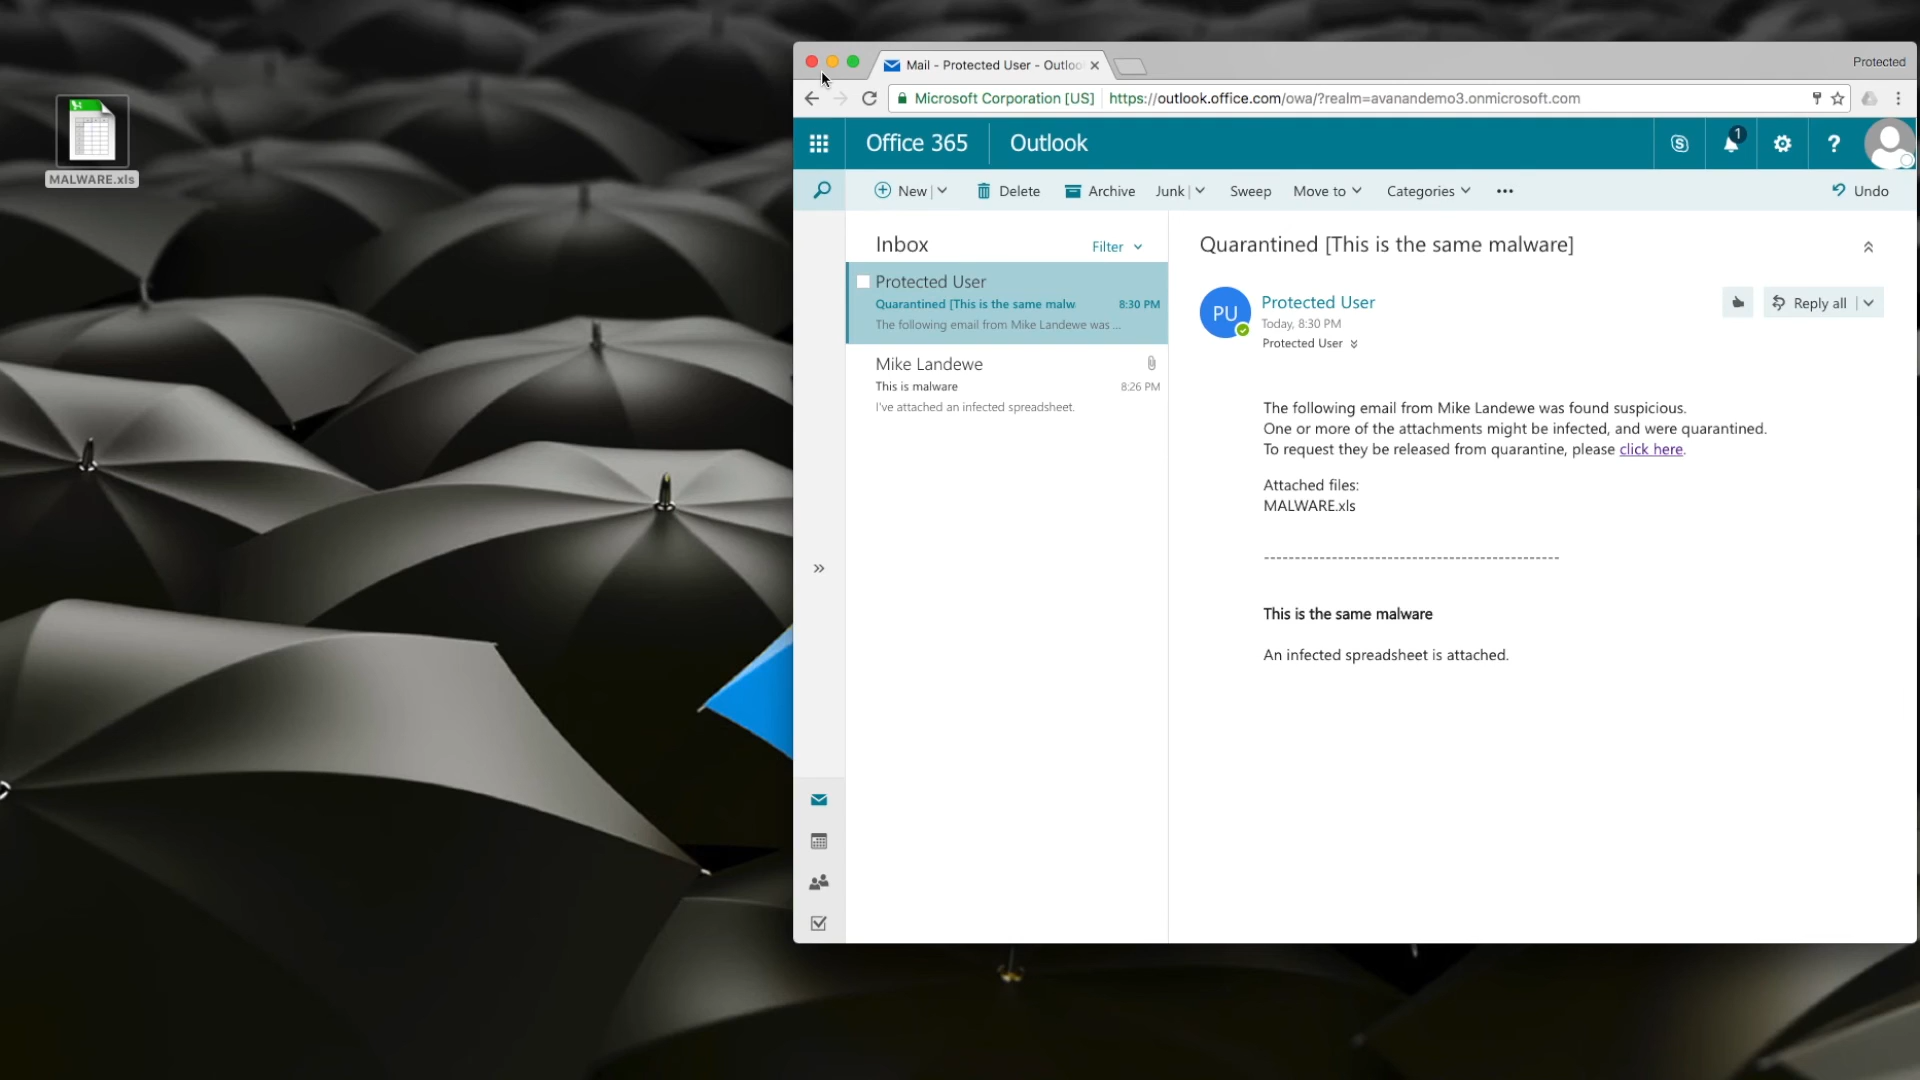 MALWARE.xls
Mail - Protected User - Outloo
Protected
Microsoft Corporation [US]
https://outlook.office.com/owa/?realm=avanandemo3.onmicrosoft.com
Office 365
Outlook
1
?
New
Delete
Archive
Junk
Sweep
Move to
Categories
Undo
Inbox
Filter
Protected User
Quarantined [This is the same malw
8:30 PM
The following email from Mike Landewe was ...
Mike Landewe
This is malware
8:26 PM
I've attached an infected spreadsheet.
Quarantined [This is the same malware]
PU
Protected User
Today, 8:30 PM
Protected User
Reply all
The following email from Mike Landewe was found suspicious.
One or more of the attachments might be infected, and were quarantined.
To request they be released from quarantine, please click here.
Attached files:
MALWARE.xls
------------------------------------------------
This is the same malware
An infected spreadsheet is attached.